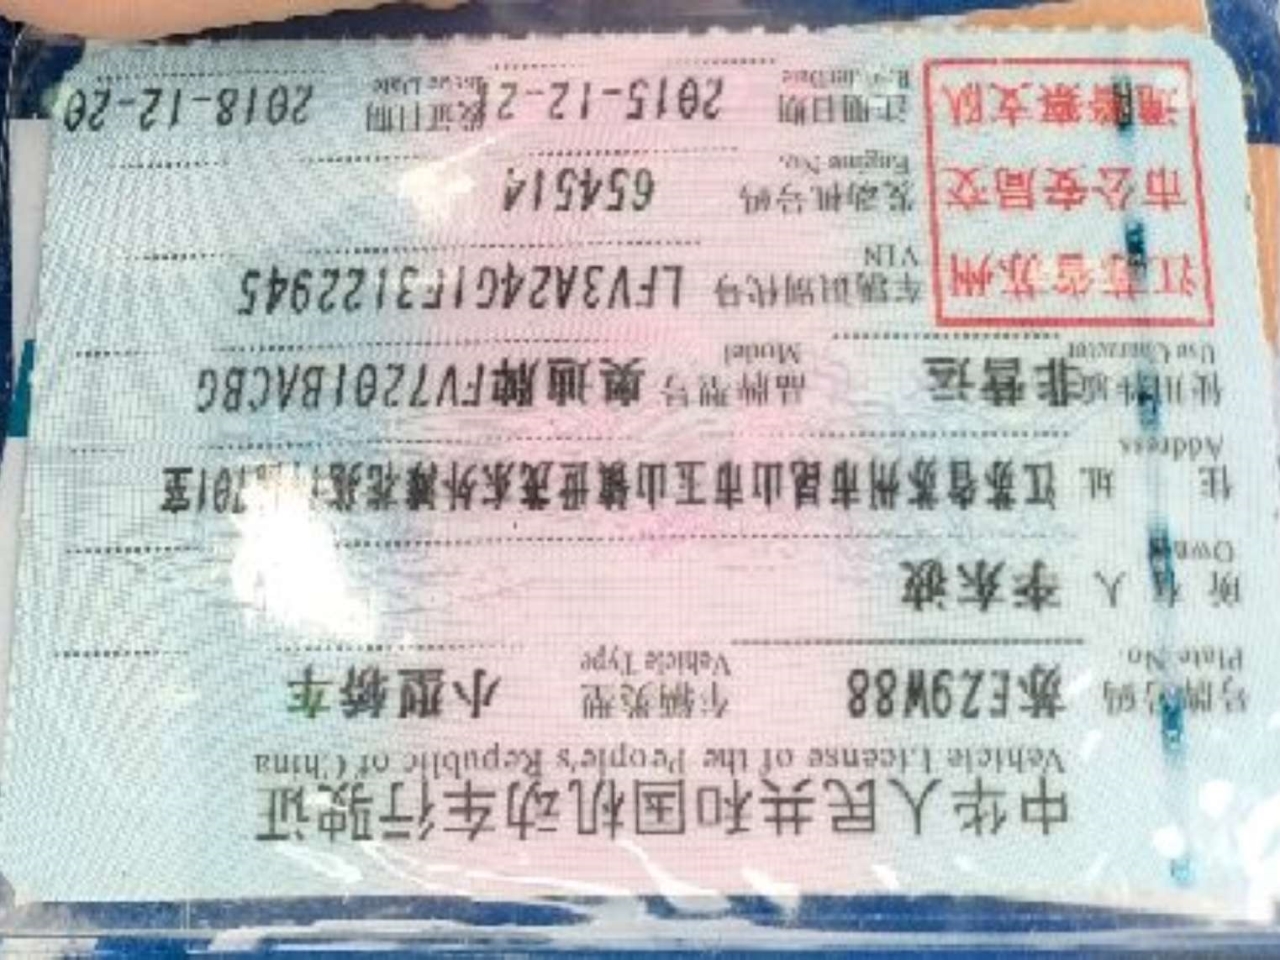 中华人民共和国机动车行驶证
Vehicle License of the People's Republic of China
号牌号码 苏EZ9W88 车辆类型 小型轿车
Plate No. Vehicle Type
所有人 李东波
Owner
住址 江苏省苏州市昆山市玉山镇世茂东外滩花苑 701室
Address
使用性质 非营运 品牌型号 奥迪牌FV7201BACBG
Use Character Model
车辆识别代号 LFV3A24G1F3122945
VIN
发动机号码 654514
Engine No.
注册日期 2015-12-2 发证日期 2018-12-20
Register Date Issue Date
江苏省苏州
市公安局交
通警察支队